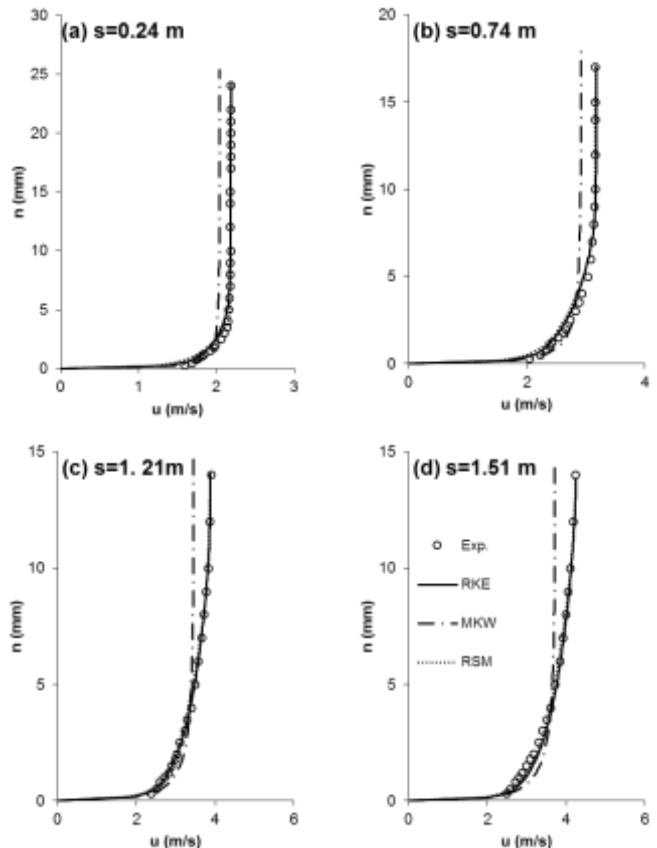 (a) s=0.24 m
30
25
20
15
10
5
0
n (mm)
0 1 2 3
u (m/s)
(b) s=0.74 m
20
15
10
5
0
n (mm)
0 2 4
u (m/s)
(c) s=1. 21m
15
10
5
0
n (mm)
0 2 4 6
u (m/s)
(d) s=1.51 m
15
10
5
0
n (mm)
Exp.
RKE
MKW
RSM
0 2 4 6
u (m/s)